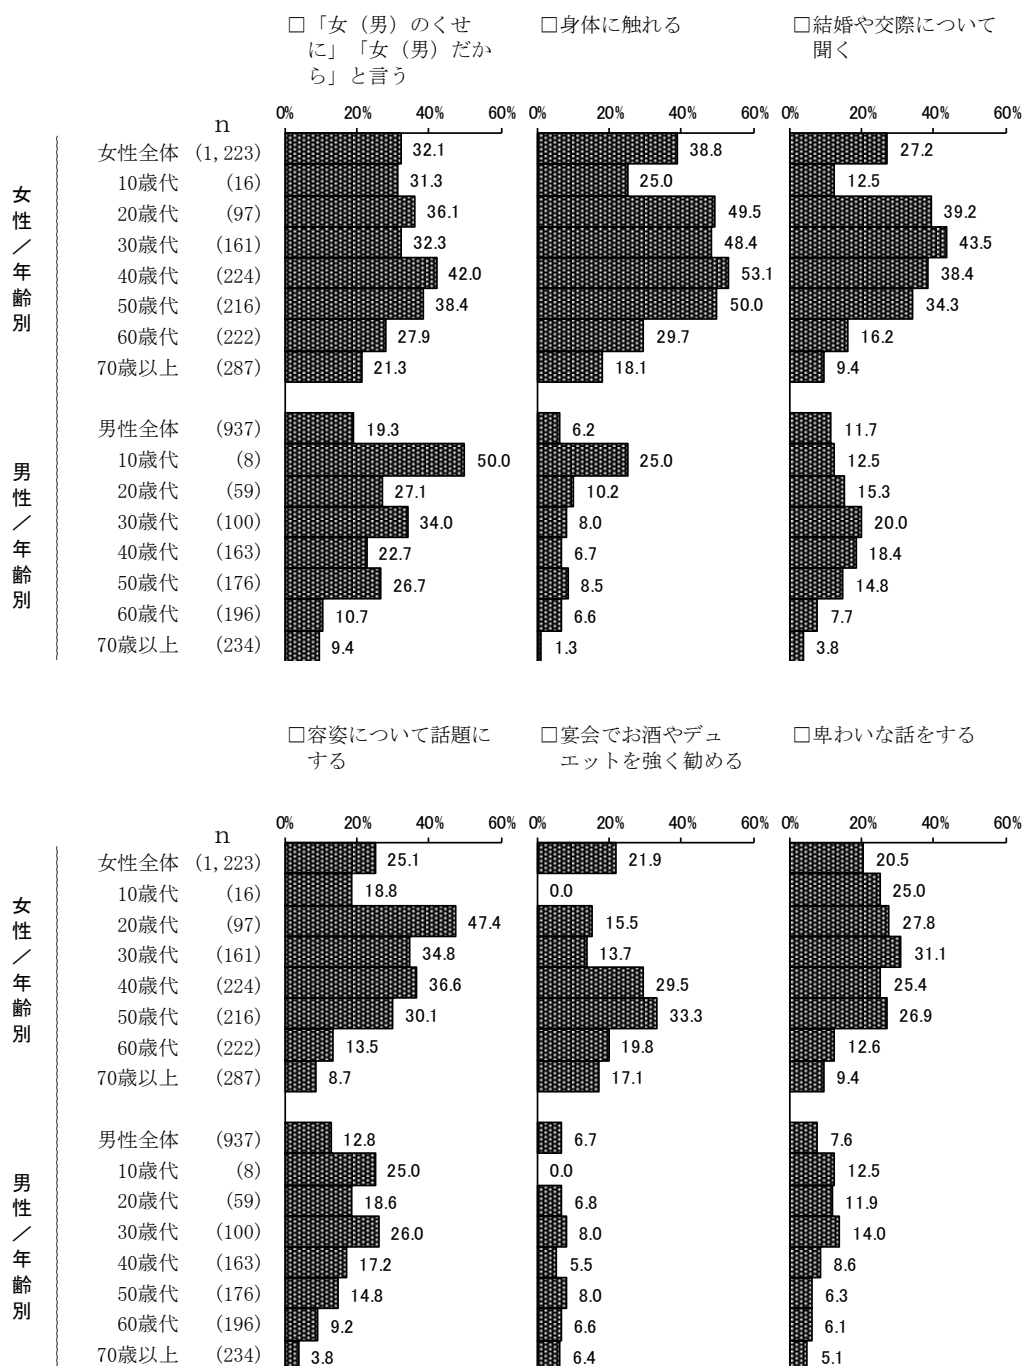 □「女（男）のくせ
に」「女（男）だか
ら」と言う
□身体に触れる
□結婚や交際について
聞く
0% 20% 40% 60% 0% 20% 40% 60% 0% 20% 40% 60%
n
女性／年齢別
女性全体 (1,223) 32.1 38.8 27.2
10歳代 (16) 31.3 25.0 12.5
20歳代 (97) 36.1 49.5 39.2
30歳代 (161) 32.3 48.4 43.5
40歳代 (224) 42.0 53.1 38.4
50歳代 (216) 38.4 50.0 34.3
60歳代 (222) 27.9 29.7 16.2
70歳以上 (287) 21.3 18.1 9.4
男性／年齢別
男性全体 (937) 19.3 6.2 11.7
10歳代 (8) 50.0 25.0 12.5
20歳代 (59) 27.1 10.2 15.3
30歳代 (100) 34.0 8.0 20.0
40歳代 (163) 22.7 6.7 18.4
50歳代 (176) 26.7 8.5 14.8
60歳代 (196) 10.7 6.6 7.7
70歳以上 (234) 9.4 1.3 3.8
□容姿について話題に
する
□宴会でお酒やデュ
エットを強く勧める
□卑わいな話をする
0% 20% 40% 60% 0% 20% 40% 60% 0% 20% 40% 60%
n
女性／年齢別
女性全体 (1,223) 25.1 21.9 20.5
10歳代 (16) 18.8 0.0 25.0
20歳代 (97) 47.4 15.5 27.8
30歳代 (161) 34.8 13.7 31.1
40歳代 (224) 36.6 29.5 25.4
50歳代 (216) 30.1 33.3 26.9
60歳代 (222) 13.5 19.8 12.6
70歳以上 (287) 8.7 17.1 9.4
男性／年齢別
男性全体 (937) 12.8 6.7 7.6
10歳代 (8) 25.0 0.0 12.5
20歳代 (59) 18.6 6.8 11.9
30歳代 (100) 26.0 8.0 14.0
40歳代 (163) 17.2 5.5 8.6
50歳代 (176) 14.8 8.0 6.3
60歳代 (196) 9.2 6.6 6.1
70歳以上 (234) 3.8 6.4 5.1